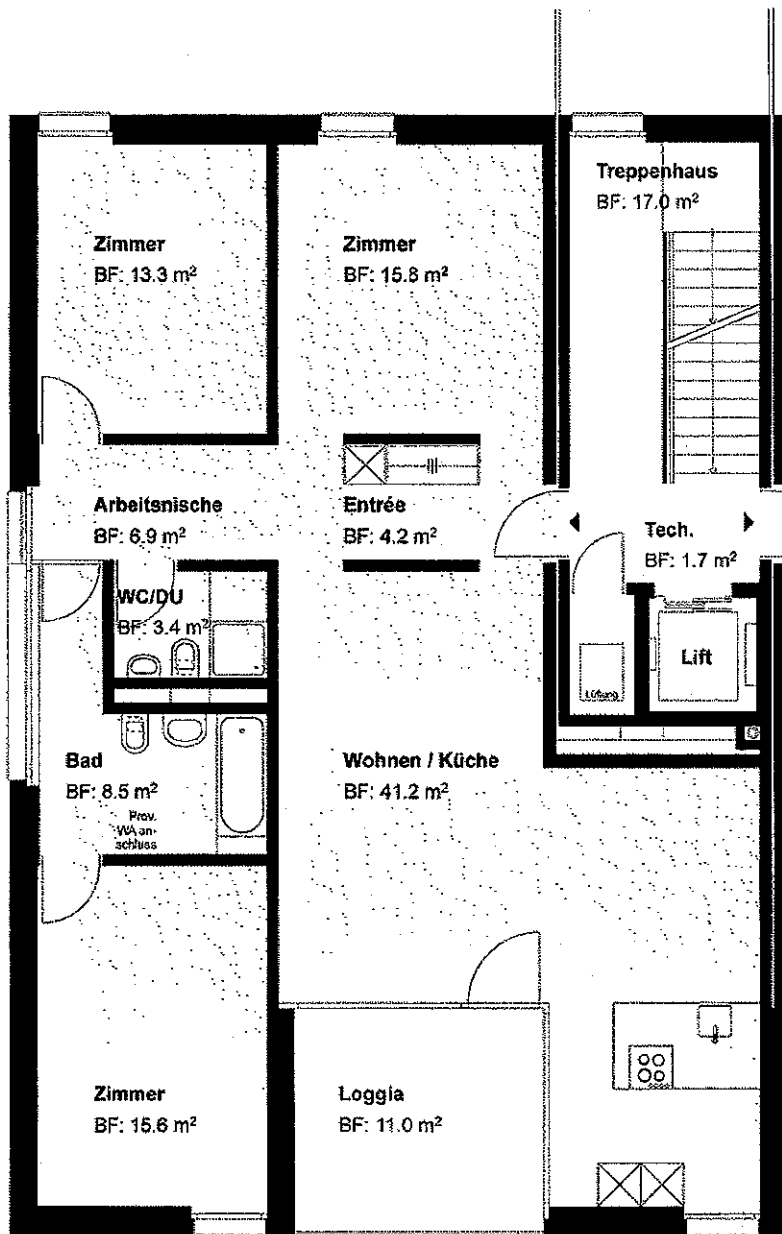 Treppenhaus
BF: 17.0 m²
Zimmer
BF: 13.3 m²
Zimmer
BF: 15.8 m²
Arbeitsnische
BF: 6.9 m²
Entrée
BF: 4.2 m²
Tech.
BF: 1.7 m²
WC/DU
BF: 3.4 m²
Lift
Lüftung
Bad
BF: 8.5 m²
Prov.
WA an-
schluss
Wohnen / Küche
BF: 41.2 m²
Zimmer
BF: 15.6 m²
Loggia
BF: 11.0 m²